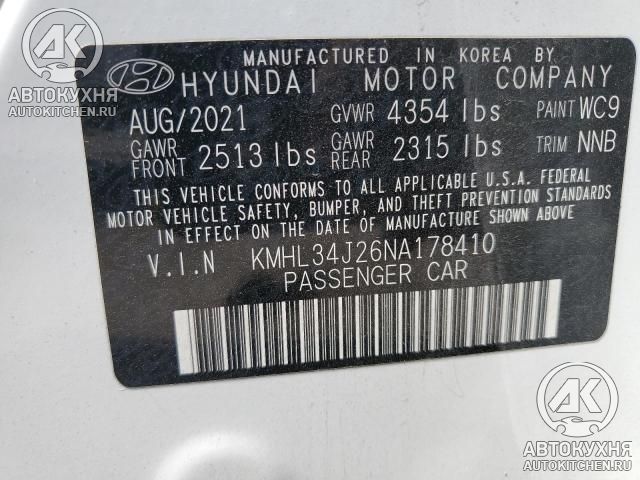 MANUFACTURED IN KOREA BY
HYUNDAI MOTOR COMPANY
AUG/2021 GVWR 4354 lbs PAINT WC9
GAWR FRONT 2513 lbs GAWR REAR 2315 lbs TRIM NNB
THIS VEHICLE CONFORMS TO ALL APPLICABLE U.S.A. FEDERAL
MOTOR VEHICLE SAFETY, BUMPER, AND THEFT PREVENTION STANDARDS
IN EFFECT ON THE DATE OF MANUFACTURE SHOWN ABOVE
V.I.N KMHL34J26NA178410
PASSENGER CAR
АК
АВТОКУХНЯ
AUTOKITCHEN.RU
АК
АВТОКУХНЯ
AUTOKITCHEN.RU